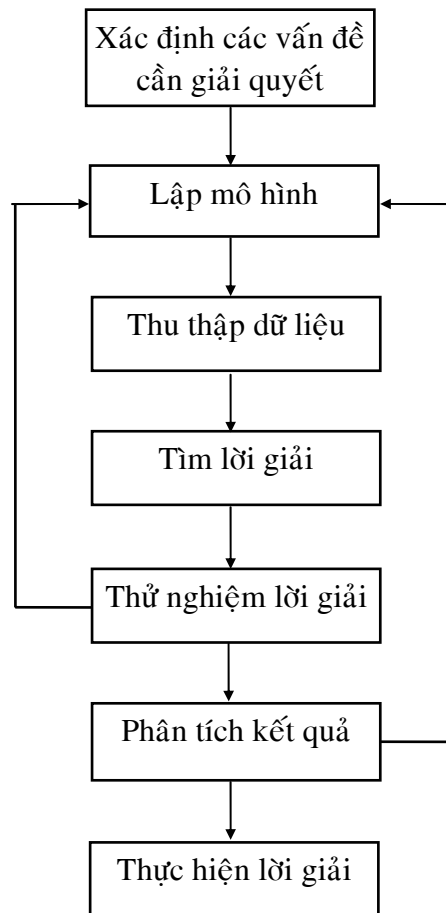 Xác định các vấn đề
cần giải quyết
Lập mô hình
Thu thập dữ liệu
Tìm lời giải
Thử nghiệm lời giải
Phân tích kết quả
Thực hiện lời giải